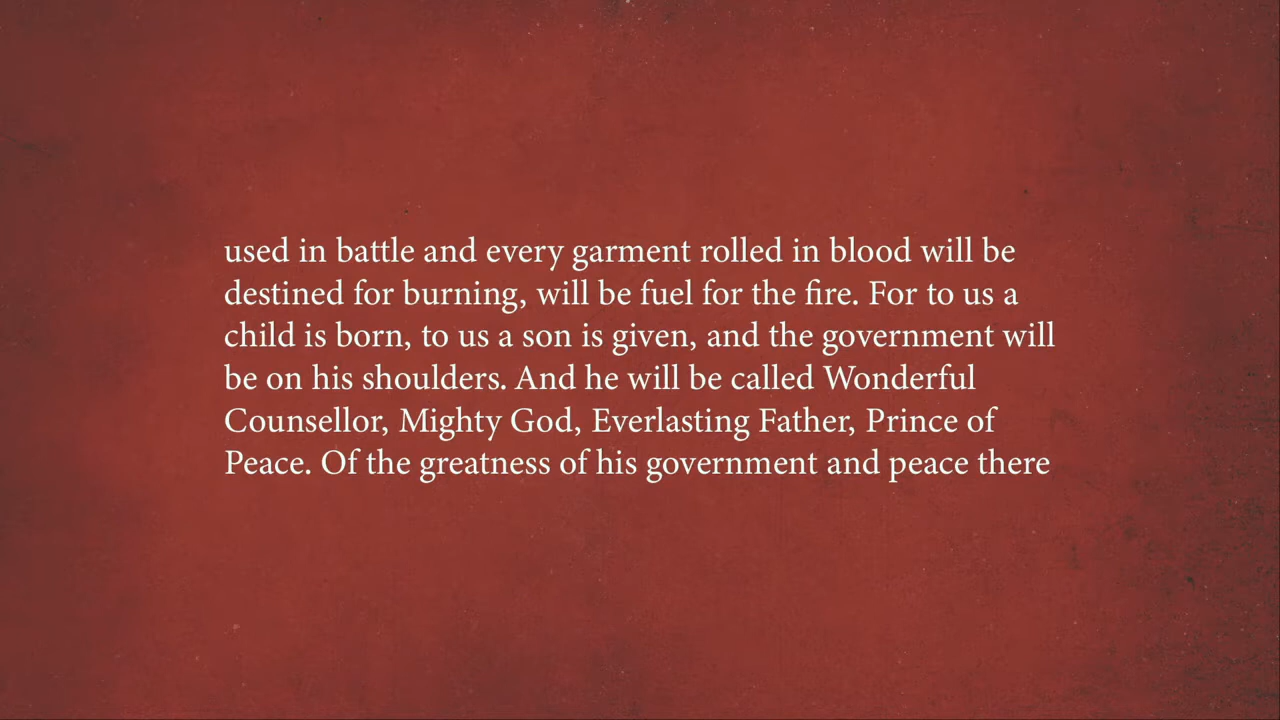 used in battle and every garment rolled in blood will be
destined for burning, will be fuel for the fire. For to us a
child is born, to us a son is given, and the government will
be on his shoulders. And he will be called Wonderful
Counsellor, Mighty God, Everlasting Father, Prince of
Peace. Of the greatness of his government and peace there